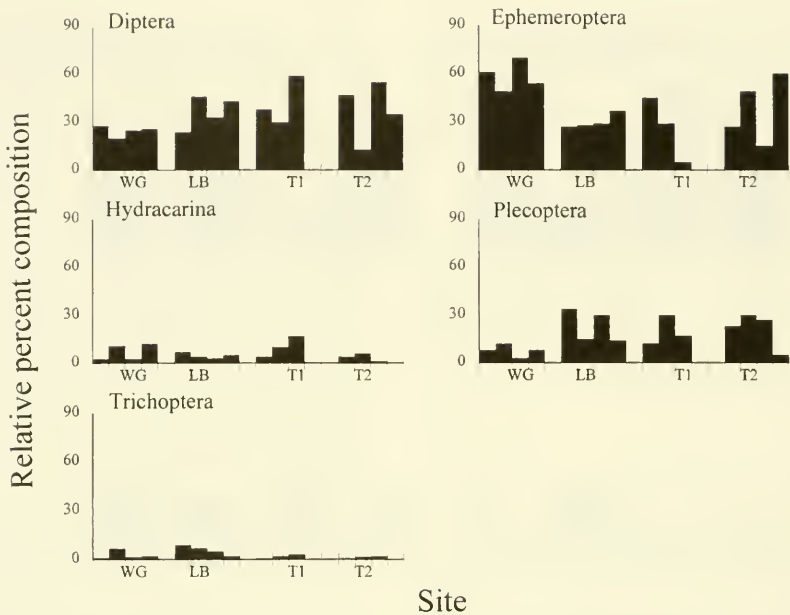 Relative percent composition
Diptera
90
60
30
0
WG LB T1 T2
Ephemeroptera
90
60
30
0
WG LB T1 T2
Hydracarina
90
60
30
0
WG LB T1 T2
Plecoptera
90
60
30
0
WG LB T1 T2
Trichoptera
90
60
30
0
WG LB T1 T2
Site